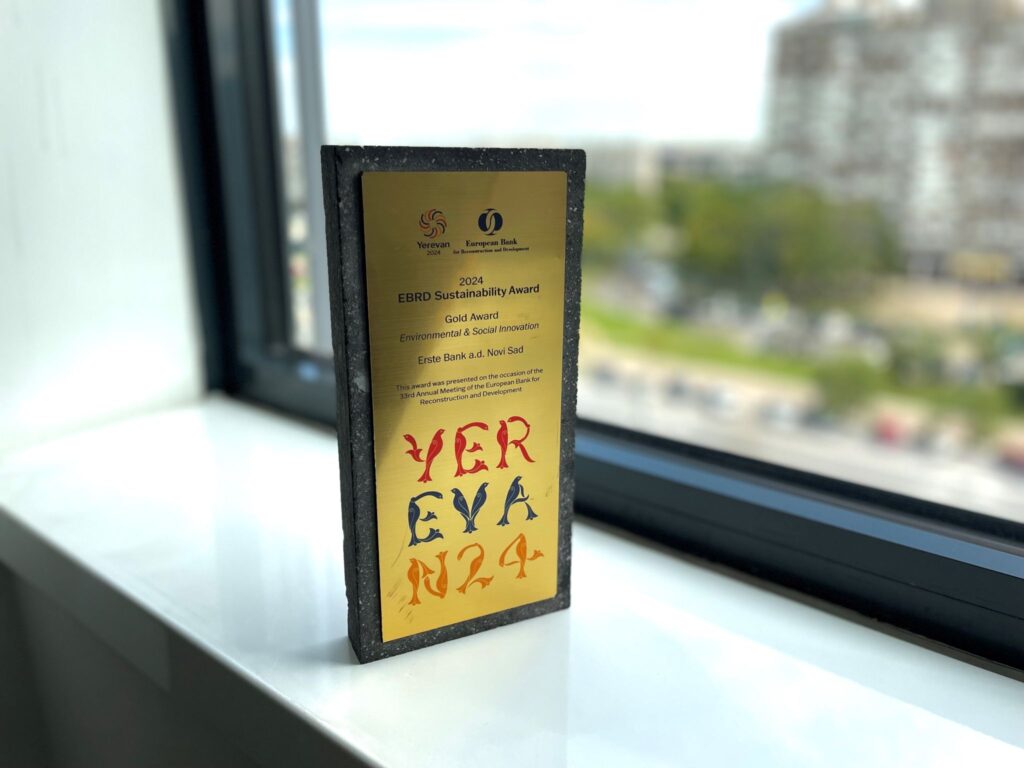 Yerevan
2024
European Bank
for Reconstruction and Development
2024
EBRD Sustainability Award
Gold Award
Environmental & Social Innovation
Erste Bank a.d. Novi Sad
This award was presented on the occasion of the
33rd Annual Meeting of the European Bank for
Reconstruction and Development
YER
EVA
N24